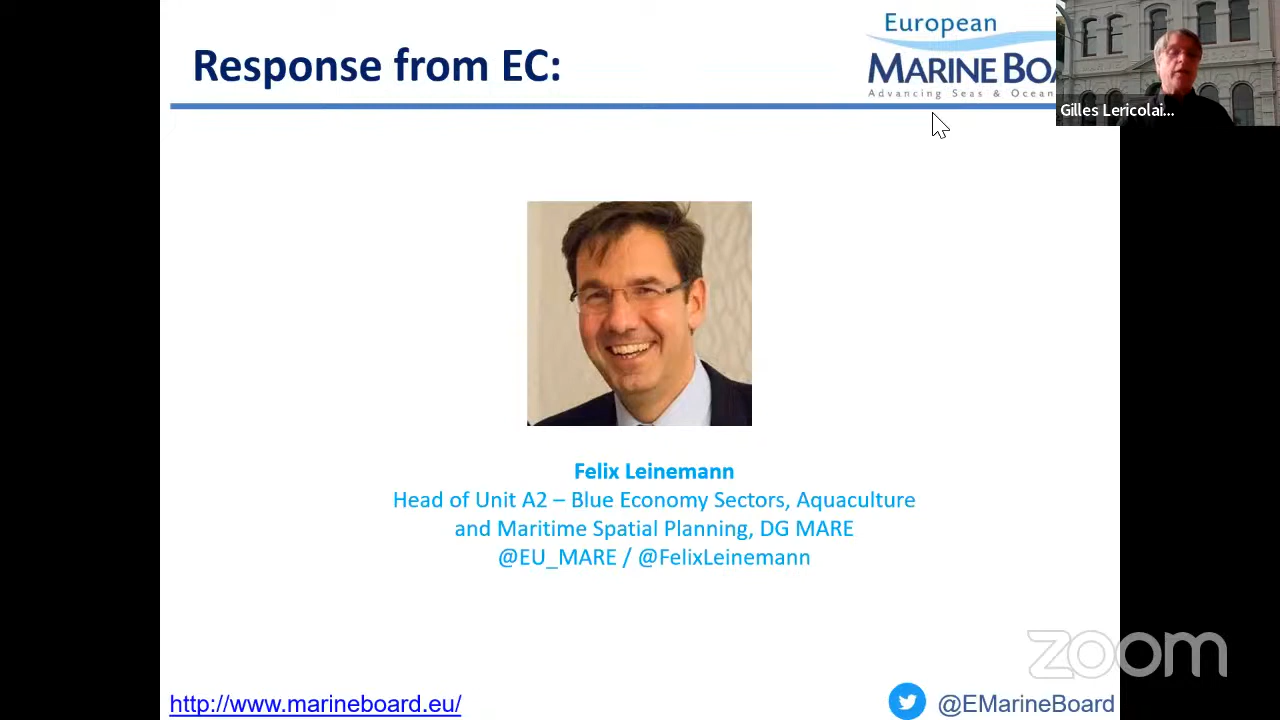 Response from EC:
European
MARINE BOA
Advancing Seas & Ocean
Gilles Lericolai...
Felix Leinemann
Head of Unit A2 – Blue Economy Sectors, Aquaculture
and Maritime Spatial Planning, DG MARE
@EU_MARE / @FelixLeinemann
zoom
http://www.marineboard.eu/
@EMarineBoard